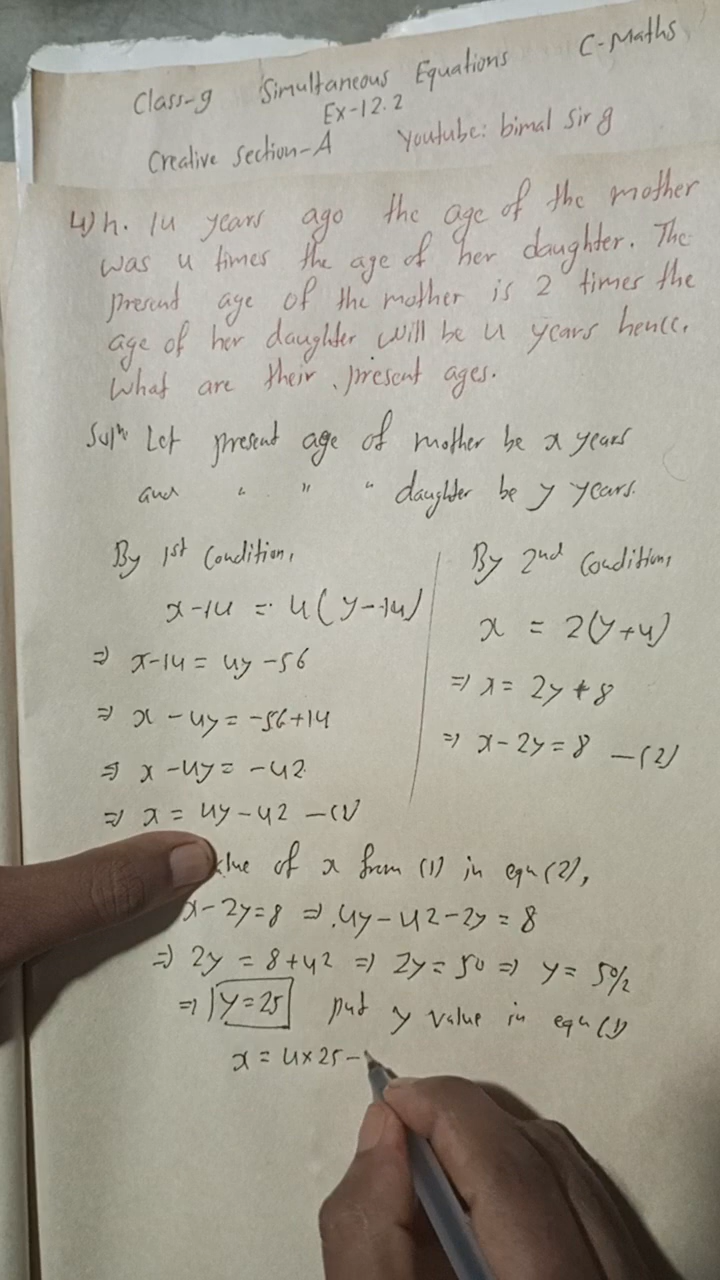 Class-9 Simultaneous Equations C-Maths
Ex-12.2
Creative Section-A Youtube: bimal Sir 9
4) h. 14 years ago the age of the mother
was 4 times the age of her daughter. The
present age of the mother is 2 times the
age of her daughter will be 4 years hence.
What are their present ages.
Solⁿ Let present age of mother be x years
and " " " daughter be y years.
By 1st Condition,
x-14 = 4(y-14)
⇒ x-14 = 4y-56
⇒ x-4y = -56+14
⇒ x-4y = -42
⇒ x = 4y-42 -(1)
By 2nd Condition,
x = 2(y+4)
⇒ x = 2y+8
⇒ x-2y=8 -(2)
of x from (1) in eqn (2),
x-2y=8 ⇒ 4y-42-2y = 8
⇒ 2y = 8+42 ⇒ 2y = 50 ⇒ y = 50/2
⇒ y=25 put y value in eqn (1)
x = 4×25-